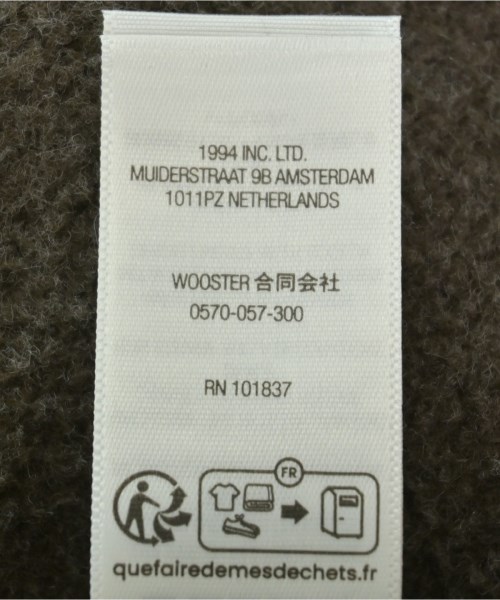 1994 INC. LTD.
MUIDERSTRAAT 9B AMSTERDAM
1011PZ NETHERLANDS
WOOSTER 合同会社
0570-057-300
RN 101837
FR
quefairedemesdechets.fr